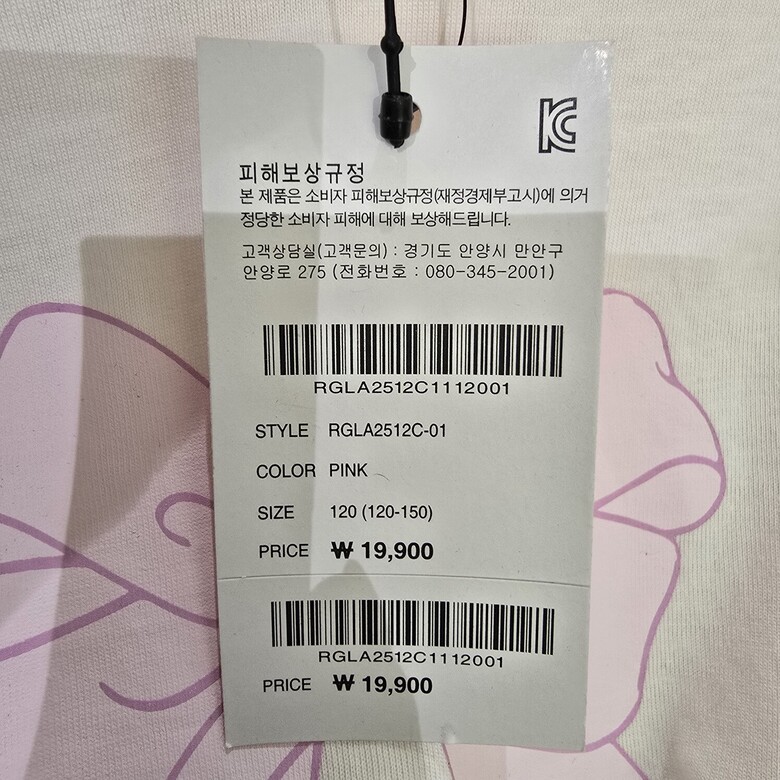 KC
피해보상규정
본 제품은 소비자 피해보상규정(재정경제부고시)에 의거
정당한 소비자 피해에 대해 보상해드립니다.
고객상담실(고객문의) : 경기도 안양시 만안구
안양로 275 (전화번호 : 080-345-2001)
RGLA2512C1112001
STYLE RGLA2512C-01
COLOR PINK
SIZE 120 (120-150)
PRICE ₩ 19,900
RGLA2512C1112001
PRICE ₩ 19,900